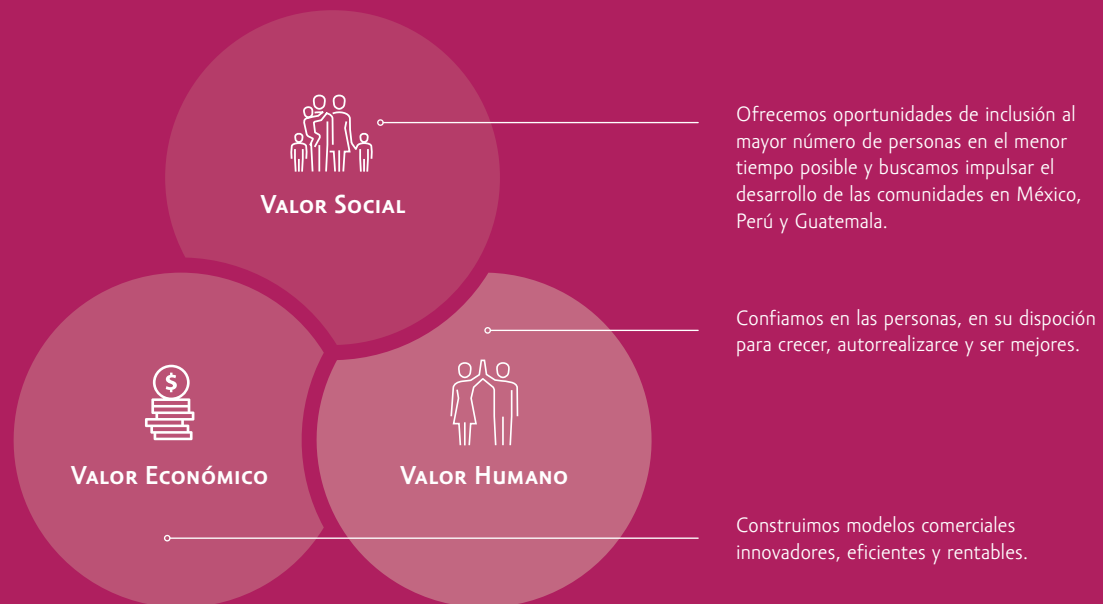 Valor Social
Ofrecemos oportunidades de inclusión al
mayor número de personas en el menor
tiempo posible y buscamos impulsar el
desarrollo de las comunidades en México,
Perú y Guatemala.
Confiamos en las personas, en su dispoción
para crecer, autorrealizarce y ser mejores.
$
Valor Económico
Valor Humano
Construimos modelos comerciales
innovadores, eficientes y rentables.